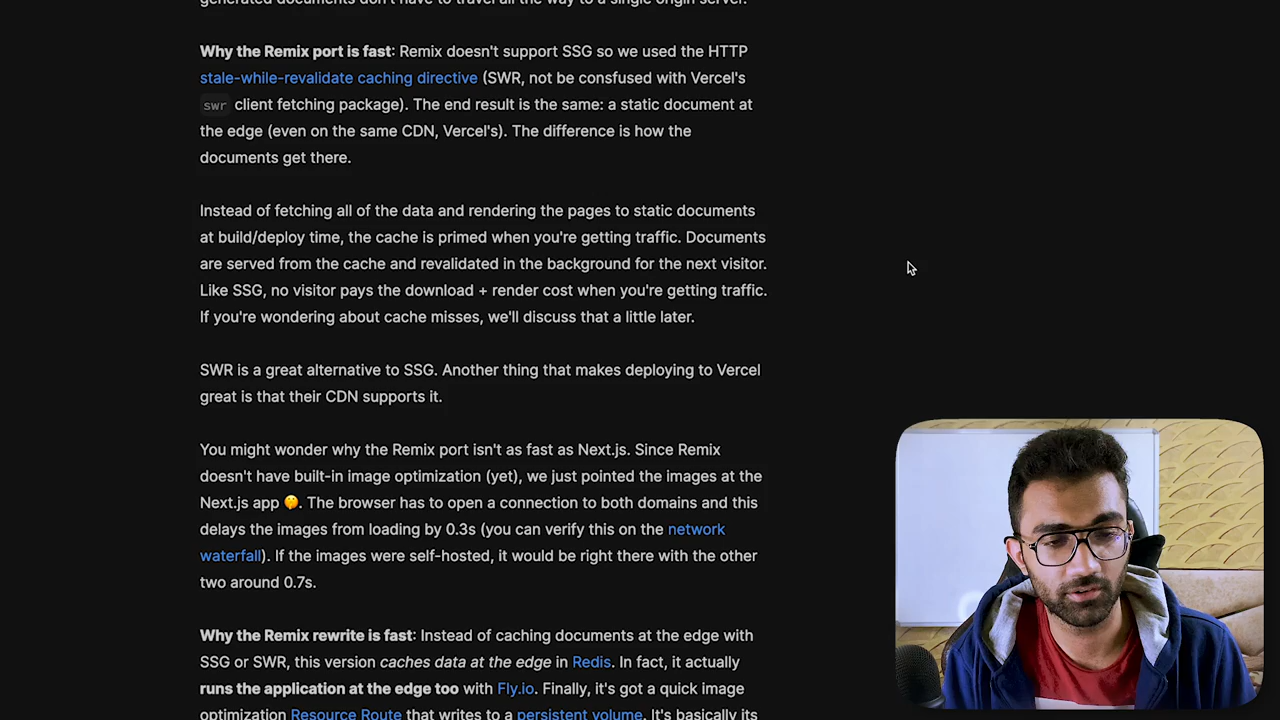 generated documents don't have to travel all the way to a single origin server.
Why the Remix port is fast: Remix doesn't support SSG so we used the HTTP
stale-while-revalidate caching directive (SWR, not be consfused with Vercel's
swr client fetching package). The end result is the same: a static document at
the edge (even on the same CDN, Vercel's). The difference is how the
documents get there.
Instead of fetching all of the data and rendering the pages to static documents
at build/deploy time, the cache is primed when you're getting traffic. Documents
are served from the cache and revalidated in the background for the next visitor.
Like SSG, no visitor pays the download + render cost when you're getting traffic.
If you're wondering about cache misses, we'll discuss that a little later.
SWR is a great alternative to SSG. Another thing that makes deploying to Vercel
great is that their CDN supports it.
You might wonder why the Remix port isn't as fast as Next.js. Since Remix
doesn't have built-in image optimization (yet), we just pointed the images at the
Next.js app 🤫. The browser has to open a connection to both domains and this
delays the images from loading by 0.3s (you can verify this on the network
waterfall). If the images were self-hosted, it would be right there with the other
two around 0.7s.
Why the Remix rewrite is fast: Instead of caching documents at the edge with
SSG or SWR, this version caches data at the edge in Redis. In fact, it actually
runs the application at the edge too with Fly.io. Finally, it's got a quick image
optimization Resource Route that writes to a persistent volume. It's basically its